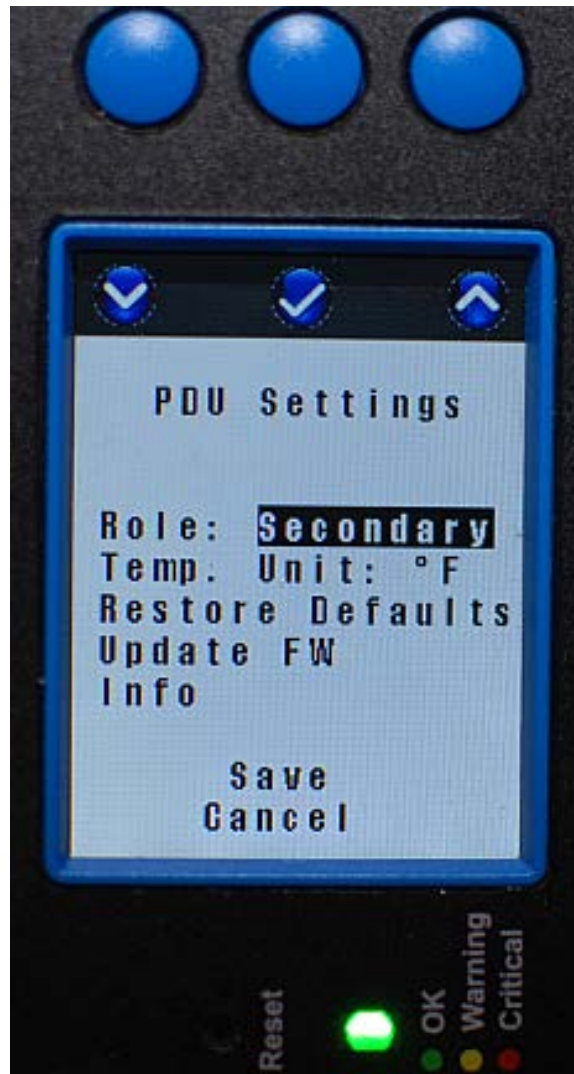 PDU Settings
Role: Secondary
Temp. Unit: °F
Restore Defaults
Update FW
Info
Save
Cancel
Reset
OK
Warning
Critical